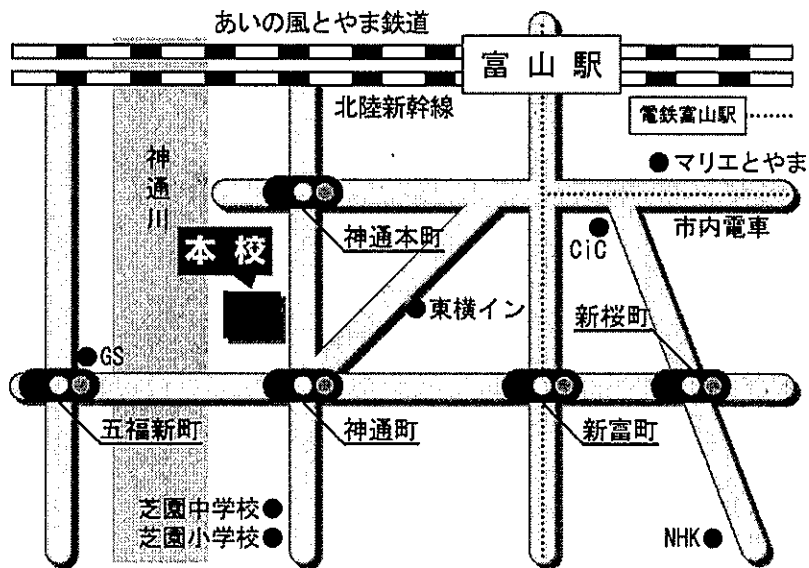 あいの風とやま鉄道
富山駅
北陸新幹線
電鉄富山駅
神通川
マリエとやま
神通本町
市内電車
CiC
本校
東横イン
新桜町
GS
五福新町
神通町
新富町
芝園中学校
芝園小学校
NHK